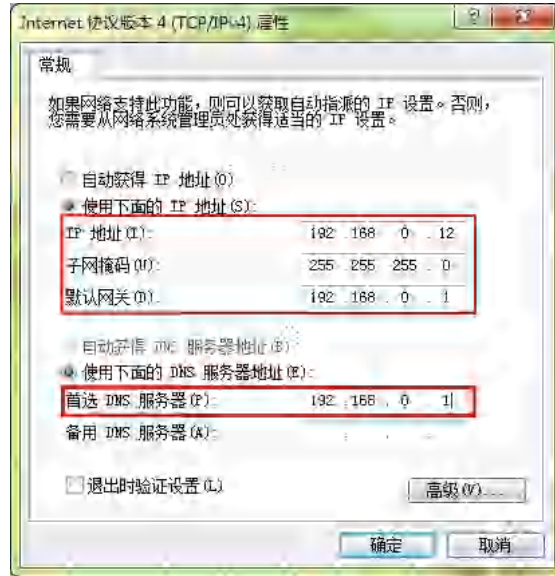 Internet 协议版本 4 (TCP/IPv4) 属性
常规
如果网络支持此功能，则可以获取自动指派的 IP 设置。否则，
您需要从网络系统管理员处获得适当的 IP 设置。
自动获得 IP 地址(O)
使用下面的 IP 地址(S):
IP 地址(I): 192 . 168 . 0 . 12
子网掩码(U): 255 . 255 . 255 . 0
默认网关(D): 192 . 168 . 0 . 1
自动获得 DNS 服务器地址(B)
使用下面的 DNS 服务器地址(E):
首选 DNS 服务器(P): 192 . 168 . 0 . 1
备用 DNS 服务器(A): . . .
退出时验证设置(L)
高级(V)...
确定 取消